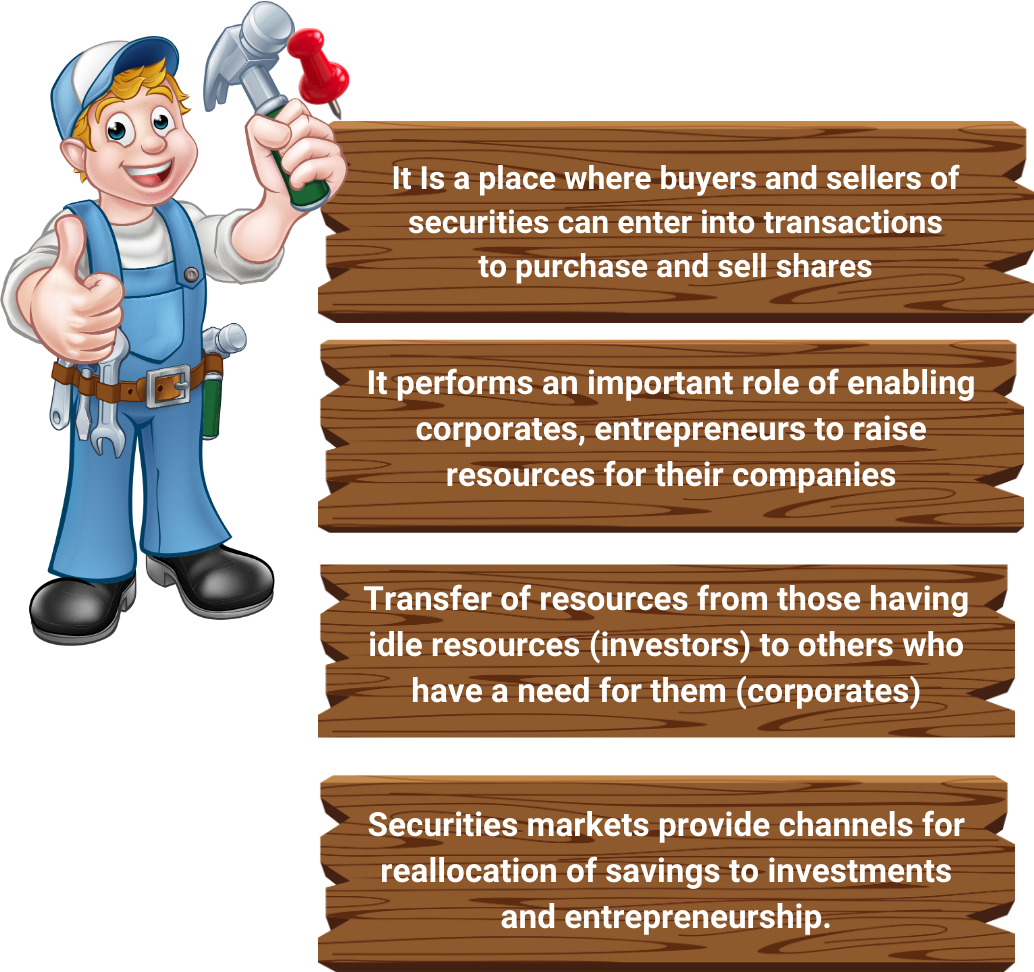 It Is a place where buyers and sellers of
securities can enter into transactions
to purchase and sell shares
It performs an important role of enabling
corporates, entrepreneurs to raise
resources for their companies
Transfer of resources from those having
idle resources (investors) to others who
have a need for them (corporates)
Securities markets provide channels for
reallocation of savings to investments
and entrepreneurship.